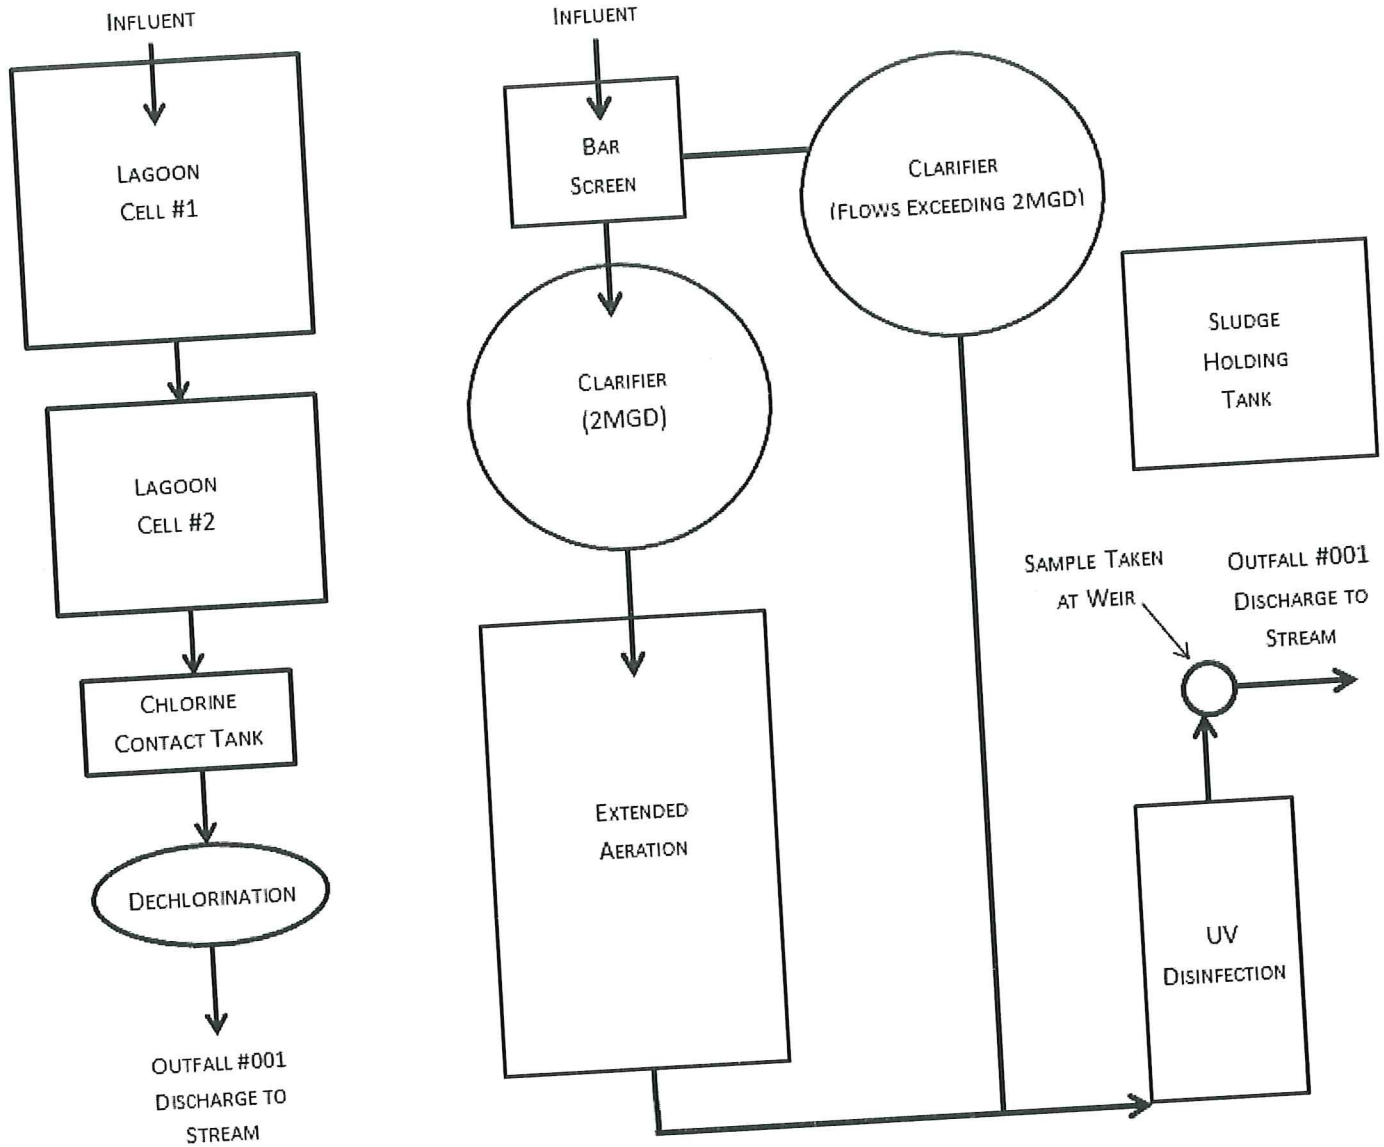 INFLUENT
LAGOON
CELL #1
LAGOON
CELL #2
CHLORINE
CONTACT TANK
DECHLORINATION
OUTFALL #001
DISCHARGE TO
STREAM
INFLUENT
BAR
SCREEN
CLARIFIER
(2MGD)
EXTENDED
AERATION
CLARIFIER
(FLOWS EXCEEDING 2MGD)
SLUDGE
HOLDING
TANK
SAMPLE TAKEN
AT WEIR
OUTFALL #001
DISCHARGE TO
STREAM
UV
DISINFECTION